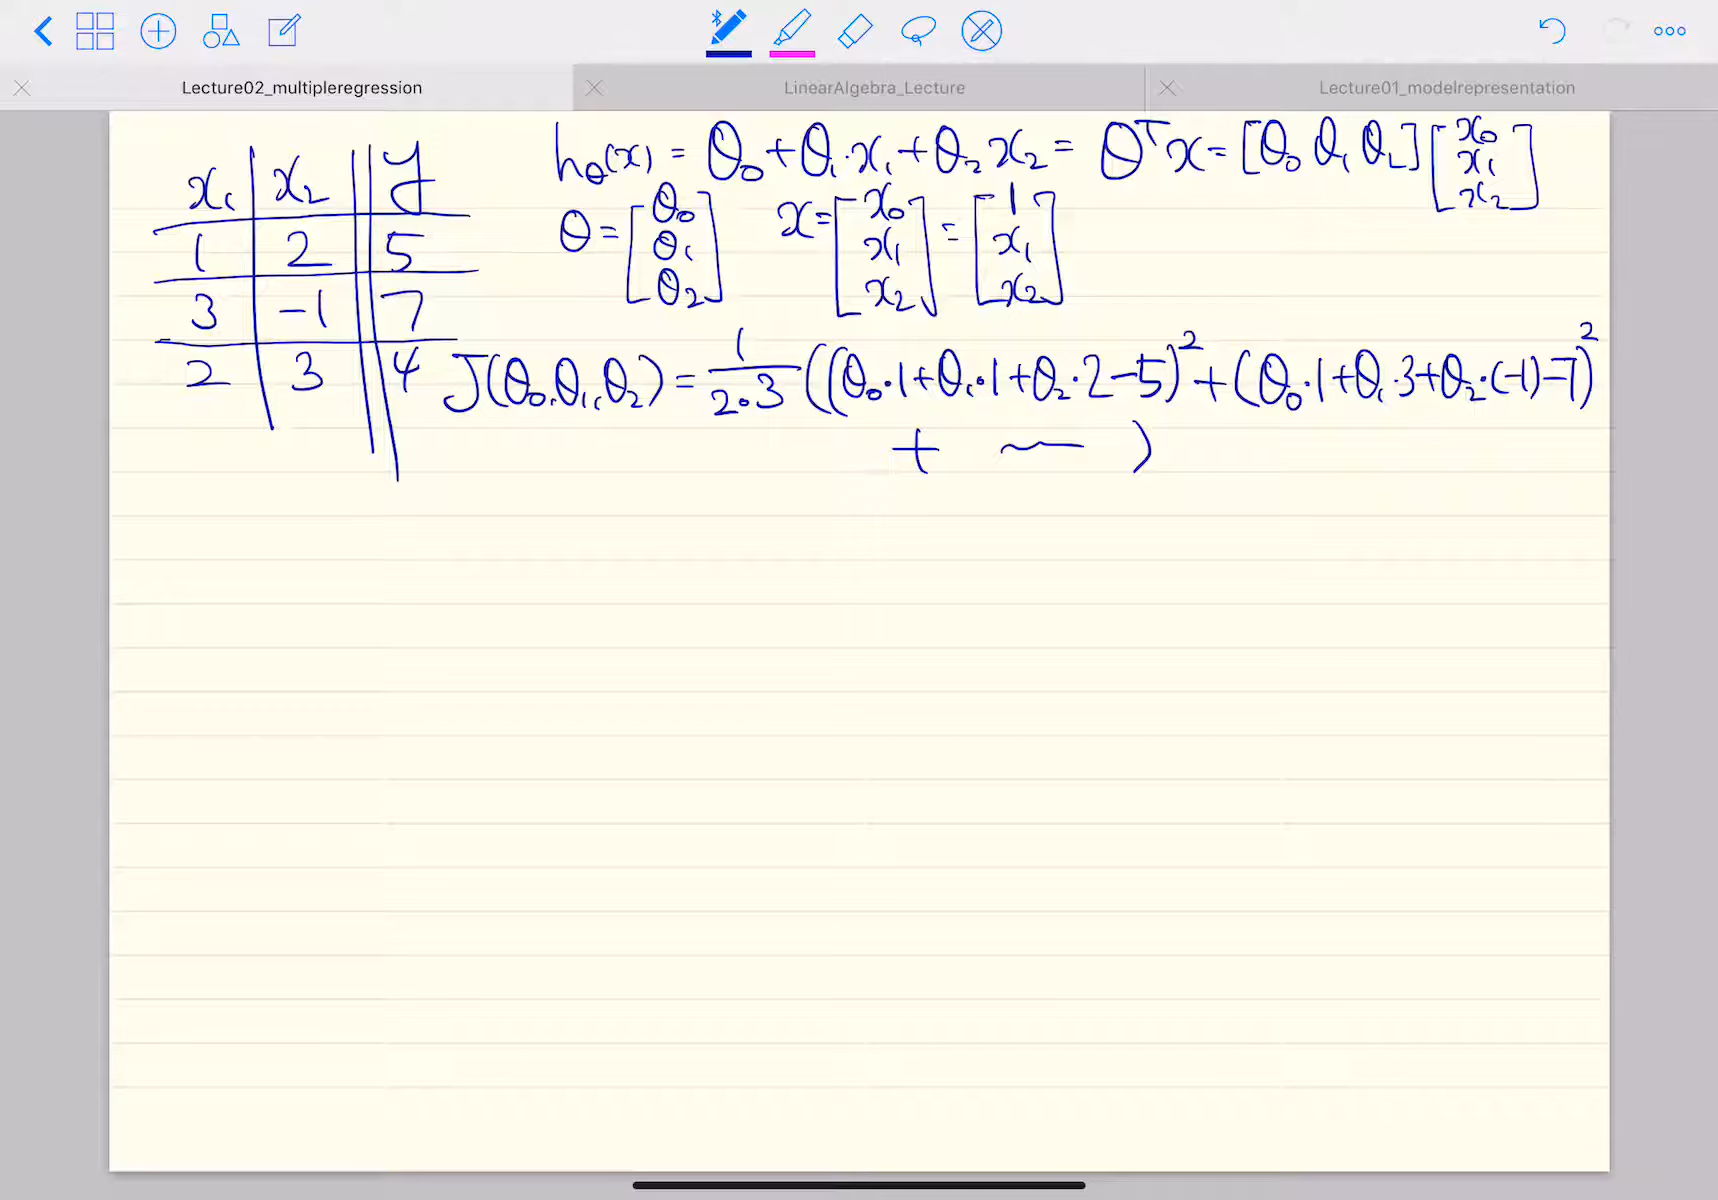 Lecture02_multipleregression
LinearAlgebra_Lecture
Lecture01_modelrepresentation
x₁ x₂ y
1 2 5
3 -1 7
2 3 4
h_θ(x) = θ₀+θ₁·x₁+θ₂x₂ = θᵀx = [θ₀ θ₁ θ₂] [x₀ x₁ x₂]
θ = [θ₀ θ₁ θ₂] x = [x₀ x₁ x₂] = [1 x₁ x₂]
J(θ₀,θ₁,θ₂) = 1/2·3 ((θ₀·1+θ₁·1+θ₂·2-5)² + (θ₀·1+θ₁·3+θ₂·(-1)-7)²
+ ~ )